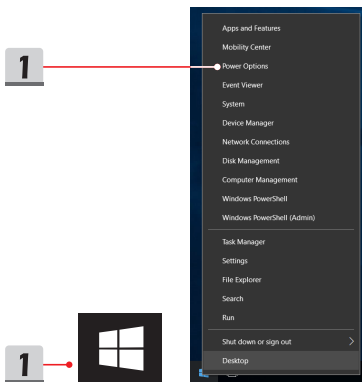 Apps and Features
Mobility Center
1
Power Options
Event Viewer
System
Device Manager
Network Connections
Disk Management
Computer Management
Windows PowerShell
Windows PowerShell (Admin)
Task Manager
Settings
File Explorer
Search
Run
Shut down or sign out
1
Desktop